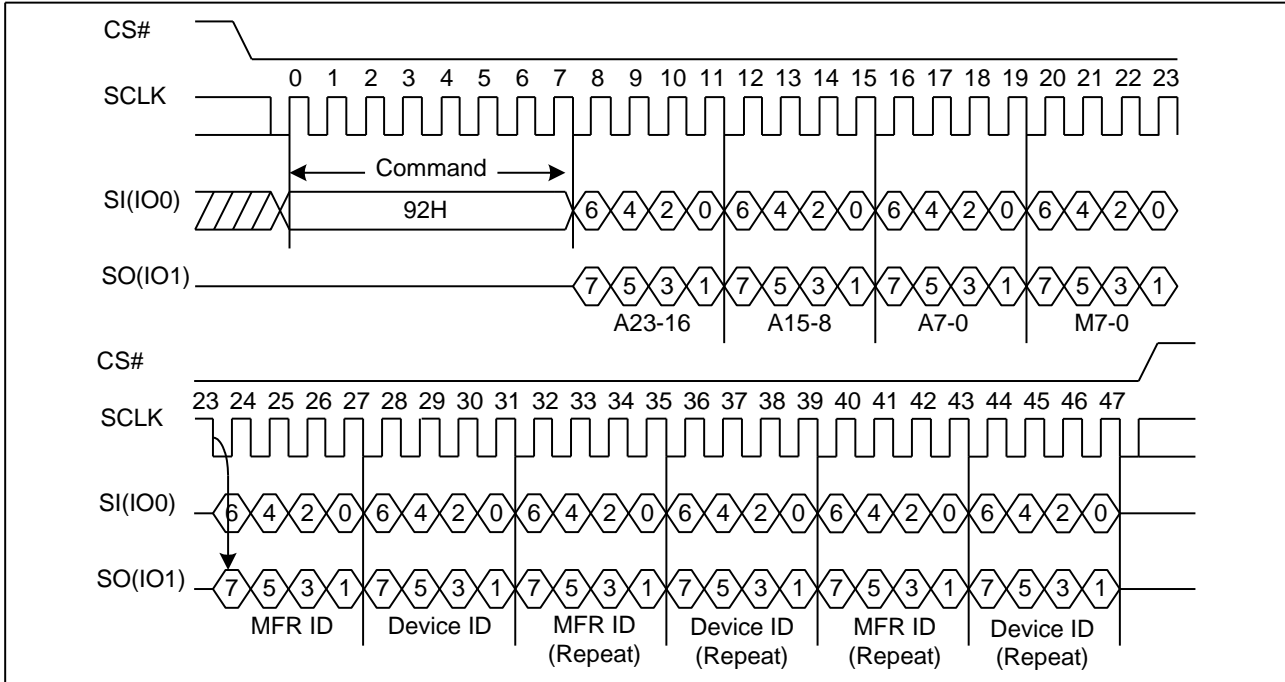 CS#
0 1 2 3 4 5 6 7 8 9 10 11 12 13 14 15 16 17 18 19 20 21 22 23
SCLK
Command
SI(IO0)
92H
6 4 2 0 6 4 2 0 6 4 2 0 6 4 2 0
SO(IO1)
7 5 3 1 7 5 3 1 7 5 3 1 7 5 3 1
A23-16 A15-8 A7-0 M7-0
CS#
23 24 25 26 27 28 29 30 31 32 33 34 35 36 37 38 39 40 41 42 43 44 45 46 47
SCLK
SI(IO0)
6 4 2 0 6 4 2 0 6 4 2 0 6 4 2 0 6 4 2 0 6 4 2 0
SO(IO1)
7 5 3 1 7 5 3 1 7 5 3 1 7 5 3 1 7 5 3 1 7 5 3 1
MFR ID Device ID MFR ID Device ID MFR ID Device ID
(Repeat) (Repeat) (Repeat) (Repeat)